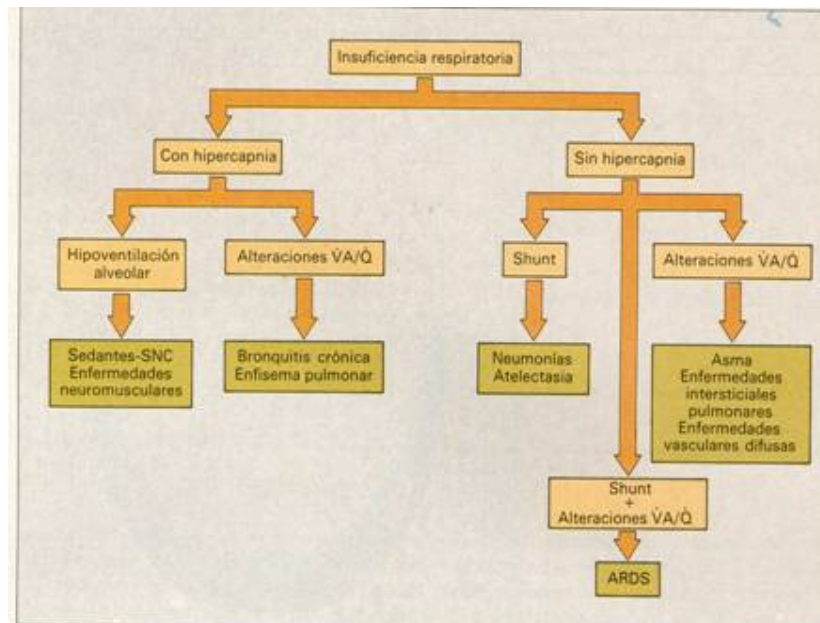 Insuficiencia respiratoria
Con hipercapnia
Sin hipercapnia
Hipoventilación
alveolar
Alteraciones V̇A/Q̇
Shunt
Alteraciones V̇A/Q̇
Sedantes-SNC
Enfermedades
neuromusculares
Bronquitis crónica
Enfisema pulmonar
Neumonías
Atelectasia
Asma
Enfermedades
intersticiales
pulmonares
Enfermedades
vasculares difusas
Shunt
+
Alteraciones V̇A/Q̇
ARDS